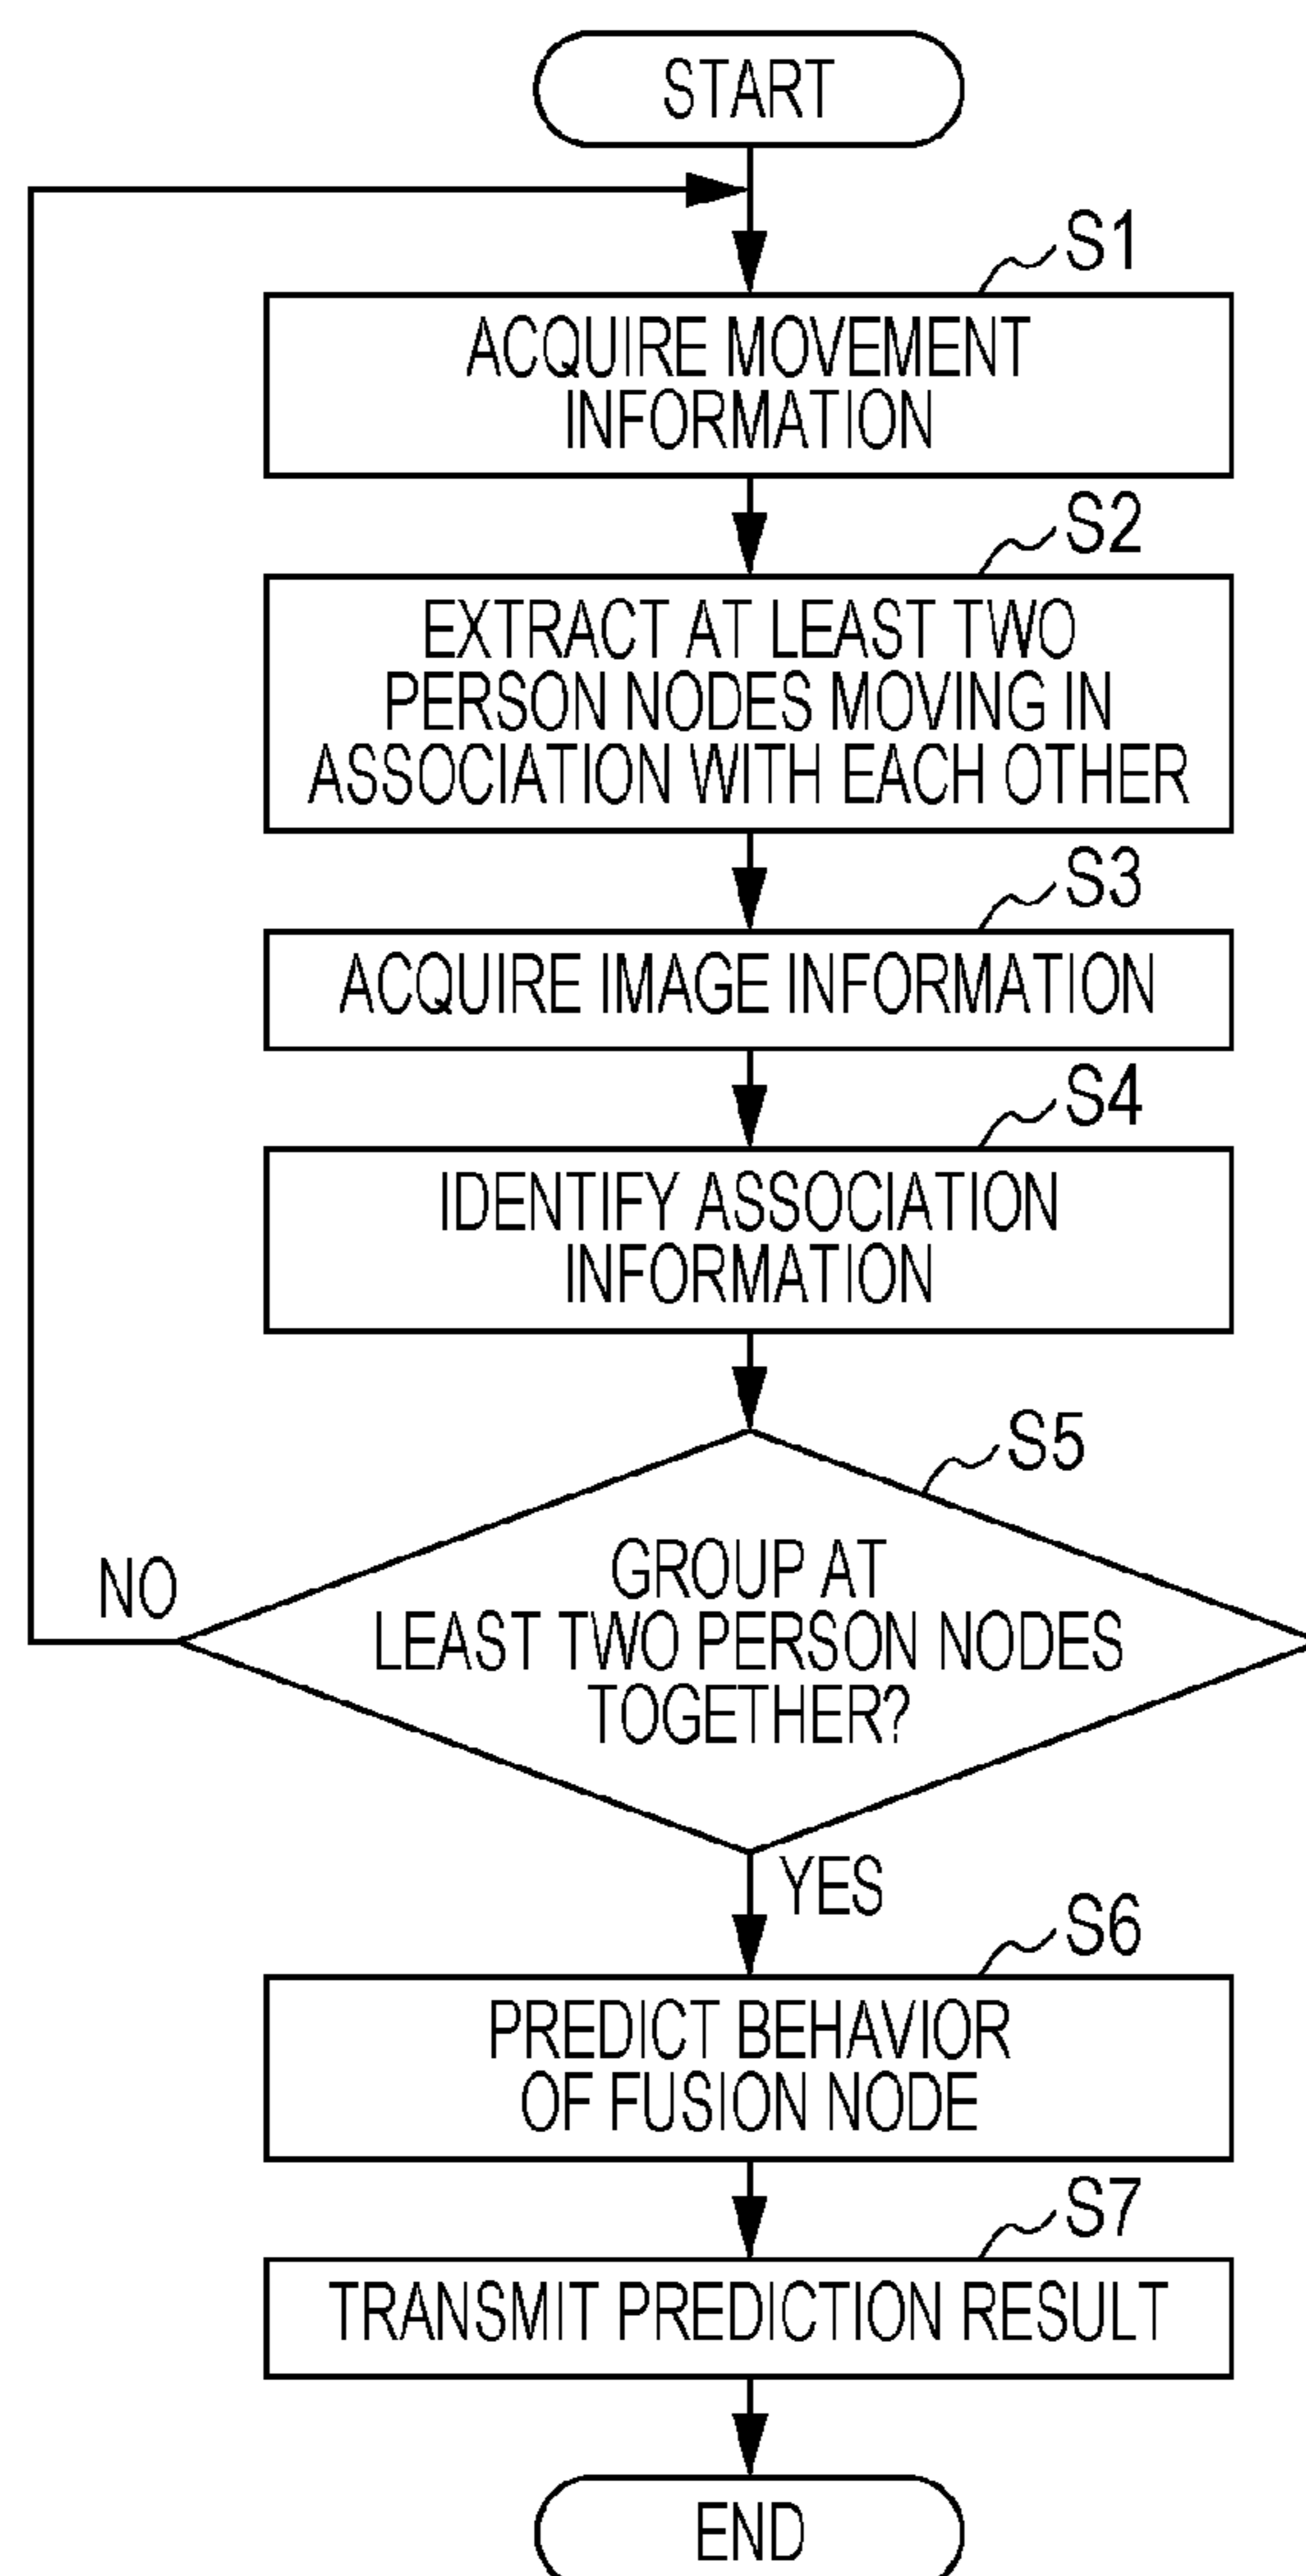 START
S1
ACQUIRE MOVEMENT
INFORMATION
S2
EXTRACT AT LEAST TWO
PERSON NODES MOVING IN
ASSOCIATION WITH EACH OTHER
S3
ACQUIRE IMAGE INFORMATION
S4
IDENTIFY ASSOCIATION
INFORMATION
S5
NO
GROUP AT
LEAST TWO PERSON NODES
TOGETHER?
YES
S6
PREDICT BEHAVIOR
OF FUSION NODE
S7
TRANSMIT PREDICTION RESULT
END